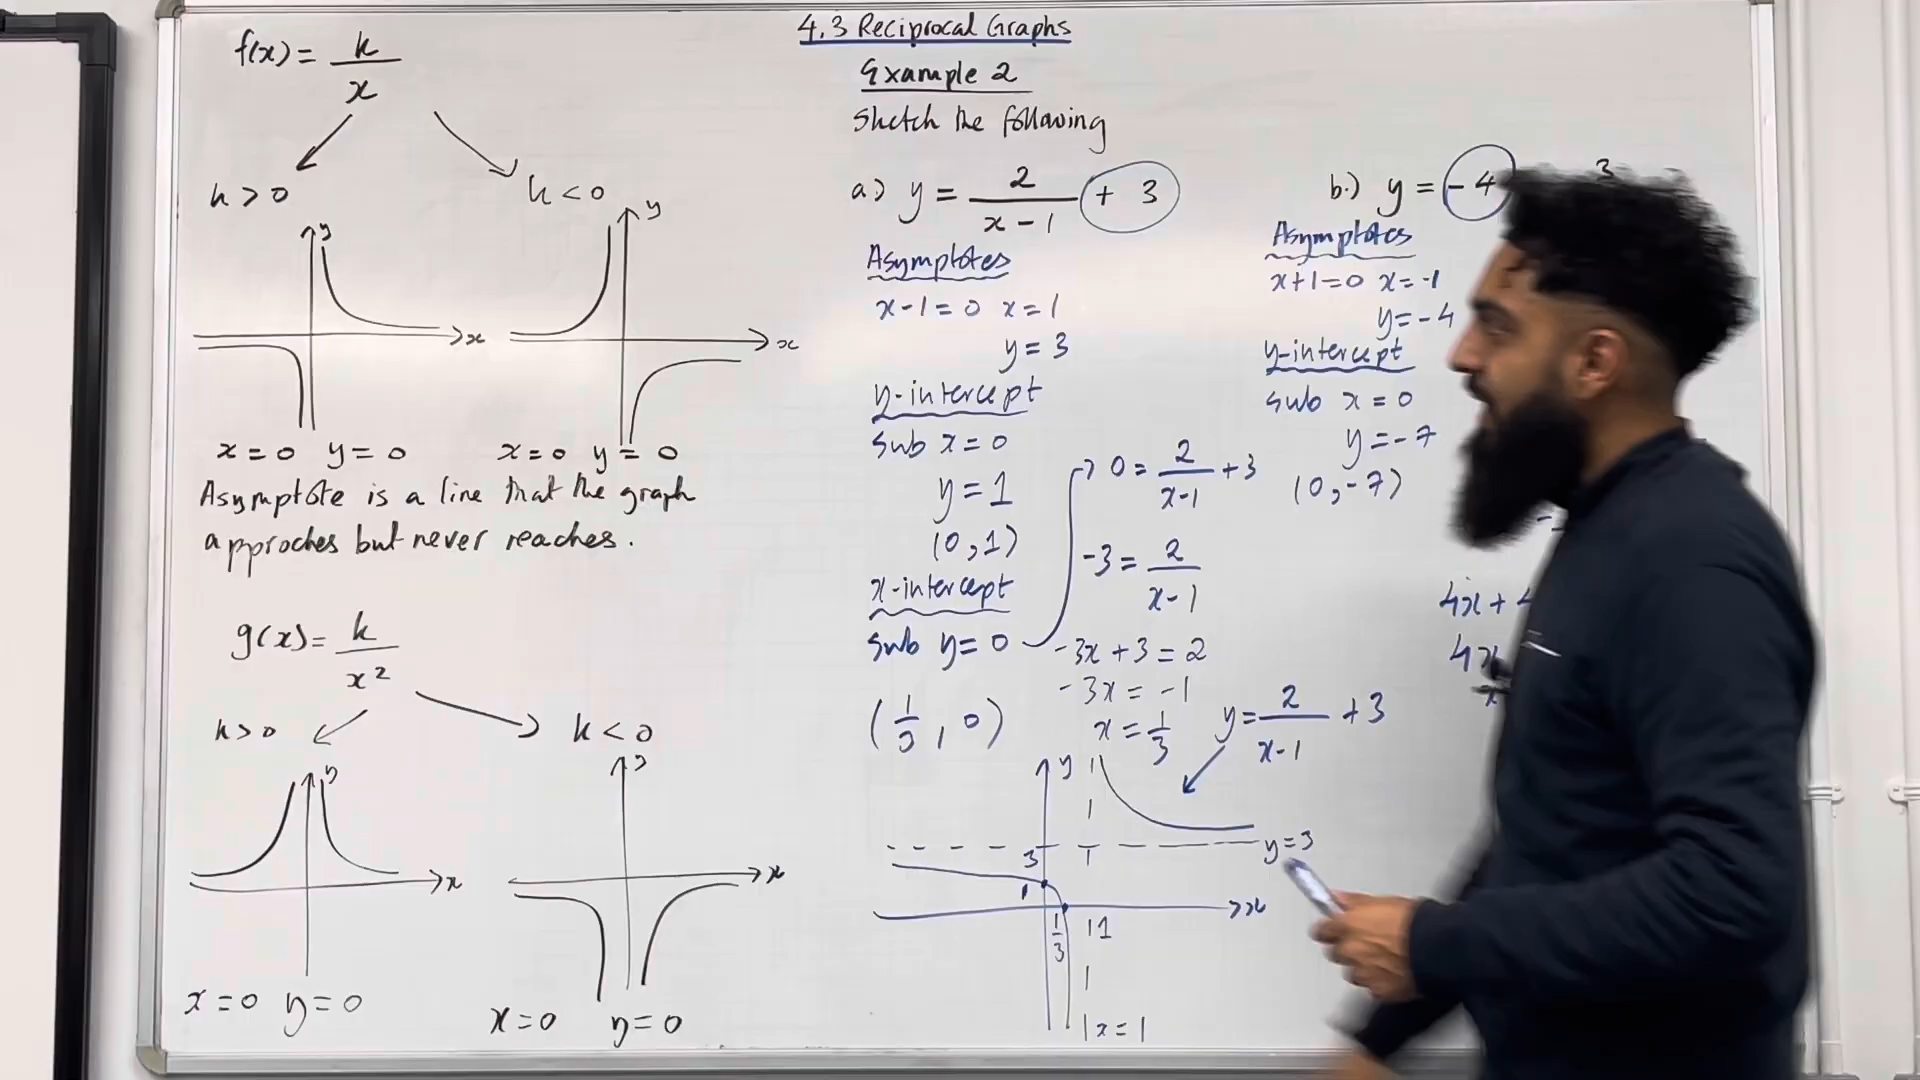 4.3 Reciprocal Graphs
f(x) = k/x
k > 0
k < 0
y
x
y
x
x = 0 y = 0
x = 0 y = 0
Asymptote is a line that the graph
approches but never reaches.
g(x) = k/x²
k > 0
k < 0
y
x
y
x
x = 0 y = 0
x = 0 y = 0
Example 2
Sketch the following
a.) y = 2/(x - 1) + 3
Asymptotes
x - 1 = 0 x = 1
y = 3
y-intercept
sub x = 0
y = 1
(0, 1)
x-intercept
sub y = 0
0 = 2/(x-1) + 3
-3 = 2/(x-1)
-3x + 3 = 2
-3x = -1
x = 1/3
(1/3, 0)
y = 2/(x-1) + 3
y
3
y = 3
1
x
1/3
1
x = 1
b.) y = -4
3
Asymptotes
x+1=0 x=-1
y=-4
y-intercept
sub x = 0
y = -7
(0, -7)
4x +
4x
x